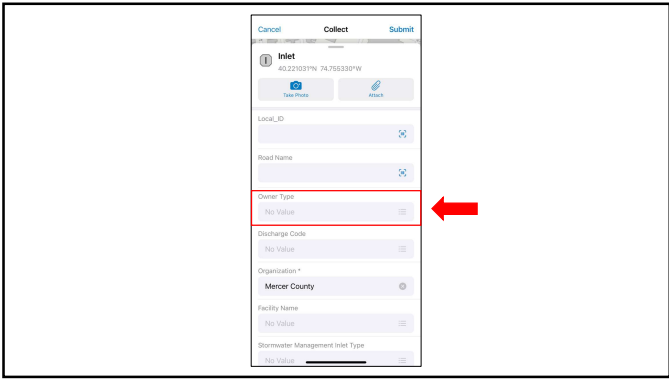 Cancel Collect Submit
I Inlet
40.221031°N 74.755330°W
Take Photo Attach
Local_ID
Road Name
Owner Type
No Value
Discharge Code
No Value
Organization *
Mercer County
Facility Name
No Value
Stormwater Management Inlet Type
No Value